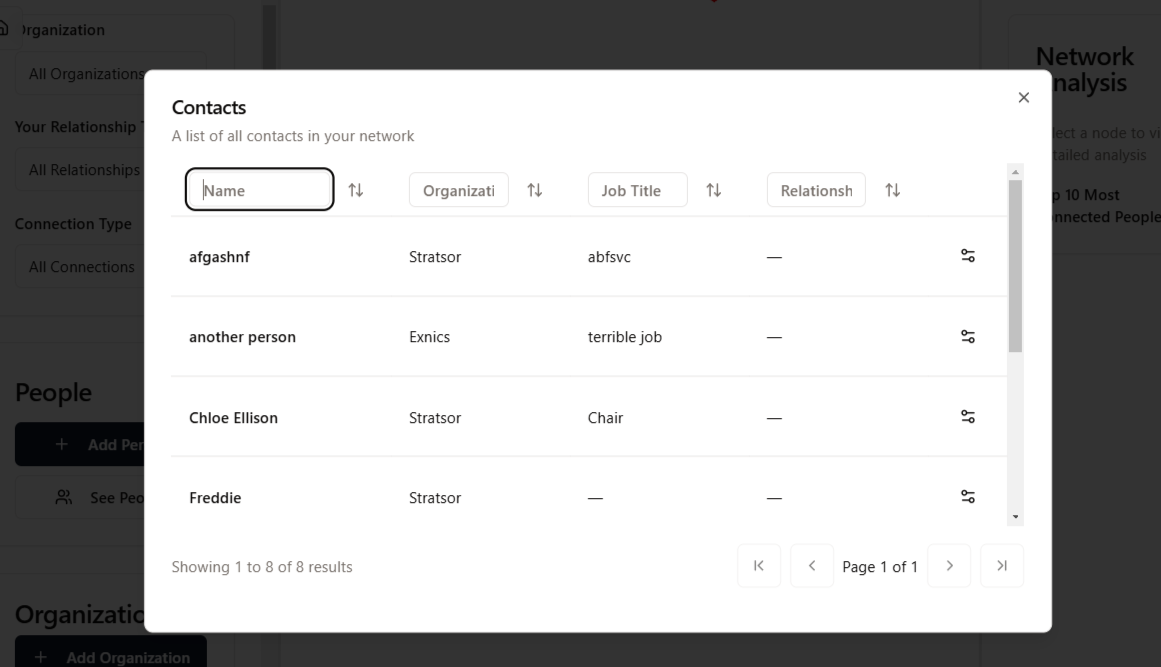 Organization
All Organizations
Your Relationship
All Relationships
Connection Type
All Connections
People
+ Add Per
See Peo
Organizatio
+ Add Organization
Contacts
A list of all contacts in your network
Name Organizati Job Title Relationsh
afgashnf Stratsor abfsvc —
another person Exnics terrible job —
Chloe Ellison Stratsor Chair —
Freddie Stratsor — —
Showing 1 to 8 of 8 results
Page 1 of 1
Network
nalysis
lect a node to vi
tailed analysis
p 10 Most
nnected People